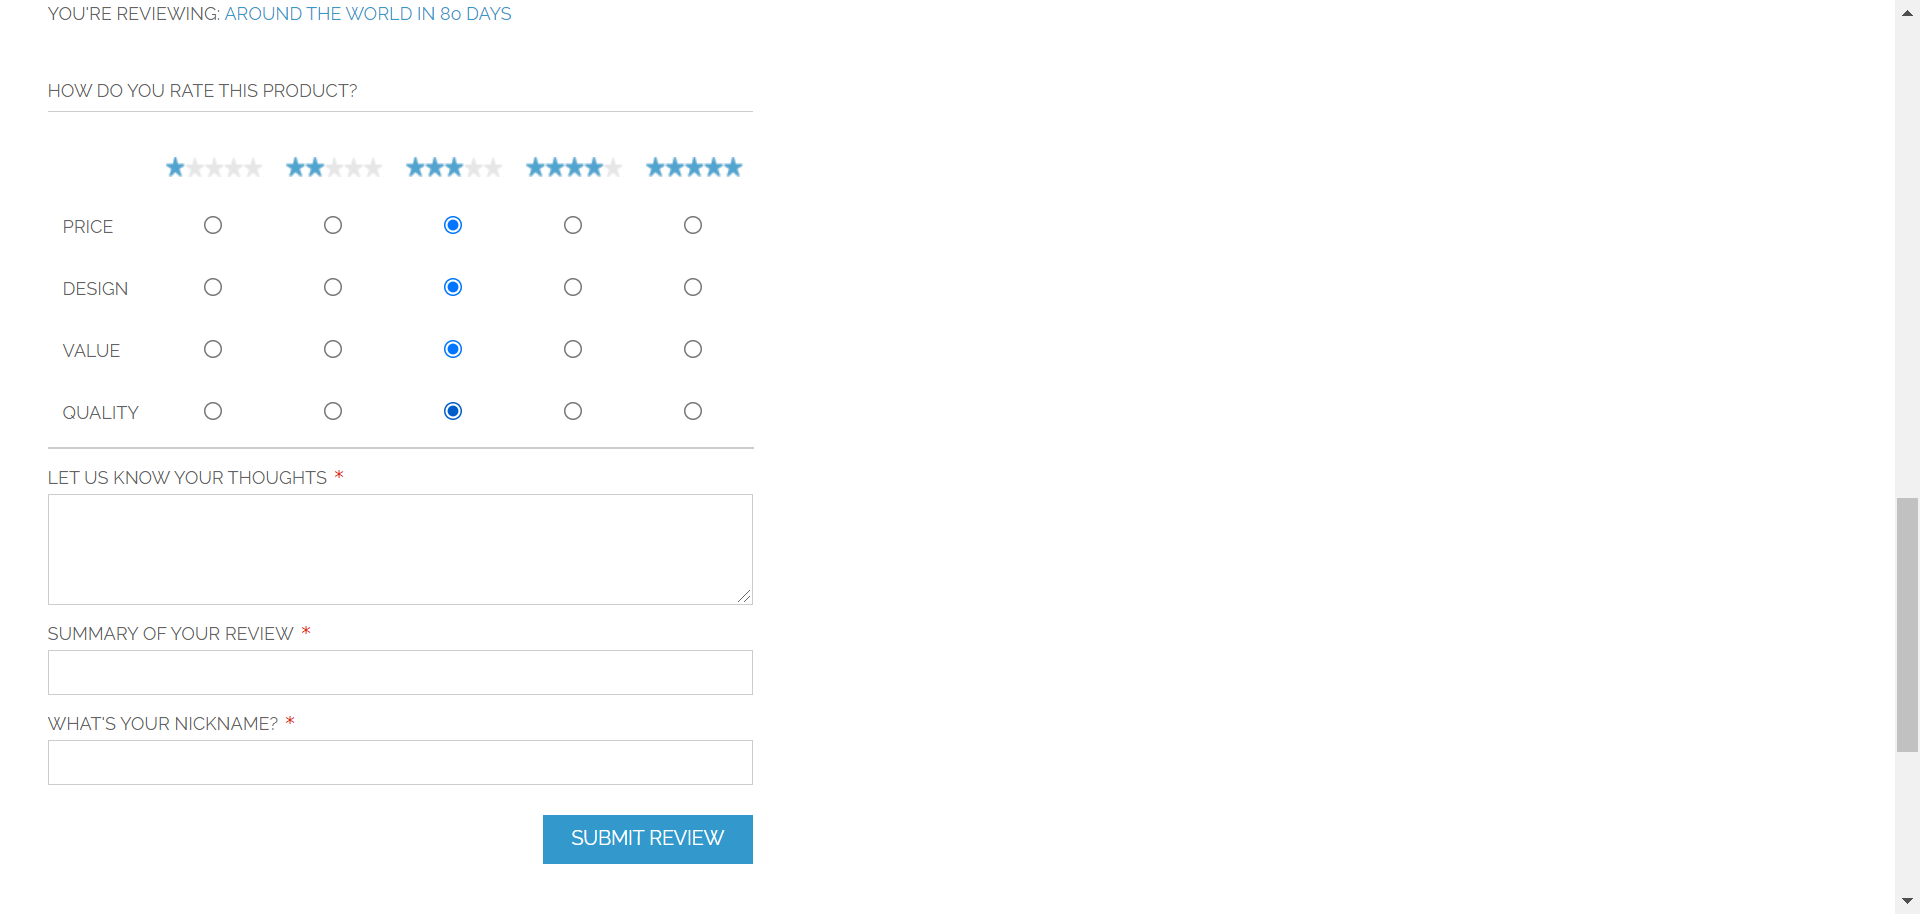 YOU'RE REVIEWING: AROUND THE WORLD IN 80 DAYS
HOW DO YOU RATE THIS PRODUCT?
PRICE
DESIGN
VALUE
QUALITY
LET US KNOW YOUR THOUGHTS *
SUMMARY OF YOUR REVIEW *
WHAT'S YOUR NICKNAME? *
SUBMIT REVIEW